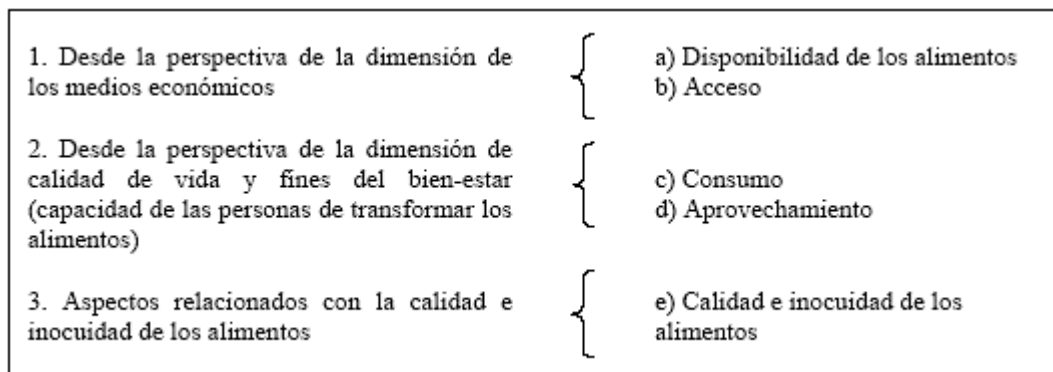 1. Desde la perspectiva de la dimensión de
los medios económicos
a) Disponibilidad de los alimentos
b) Acceso
2. Desde la perspectiva de la dimensión de
calidad de vida y fines del bien-estar
(capacidad de las personas de transformar los
alimentos)
c) Consumo
d) Aprovechamiento
3. Aspectos relacionados con la calidad e
inocuidad de los alimentos
e) Calidad e inocuidad de los
alimentos